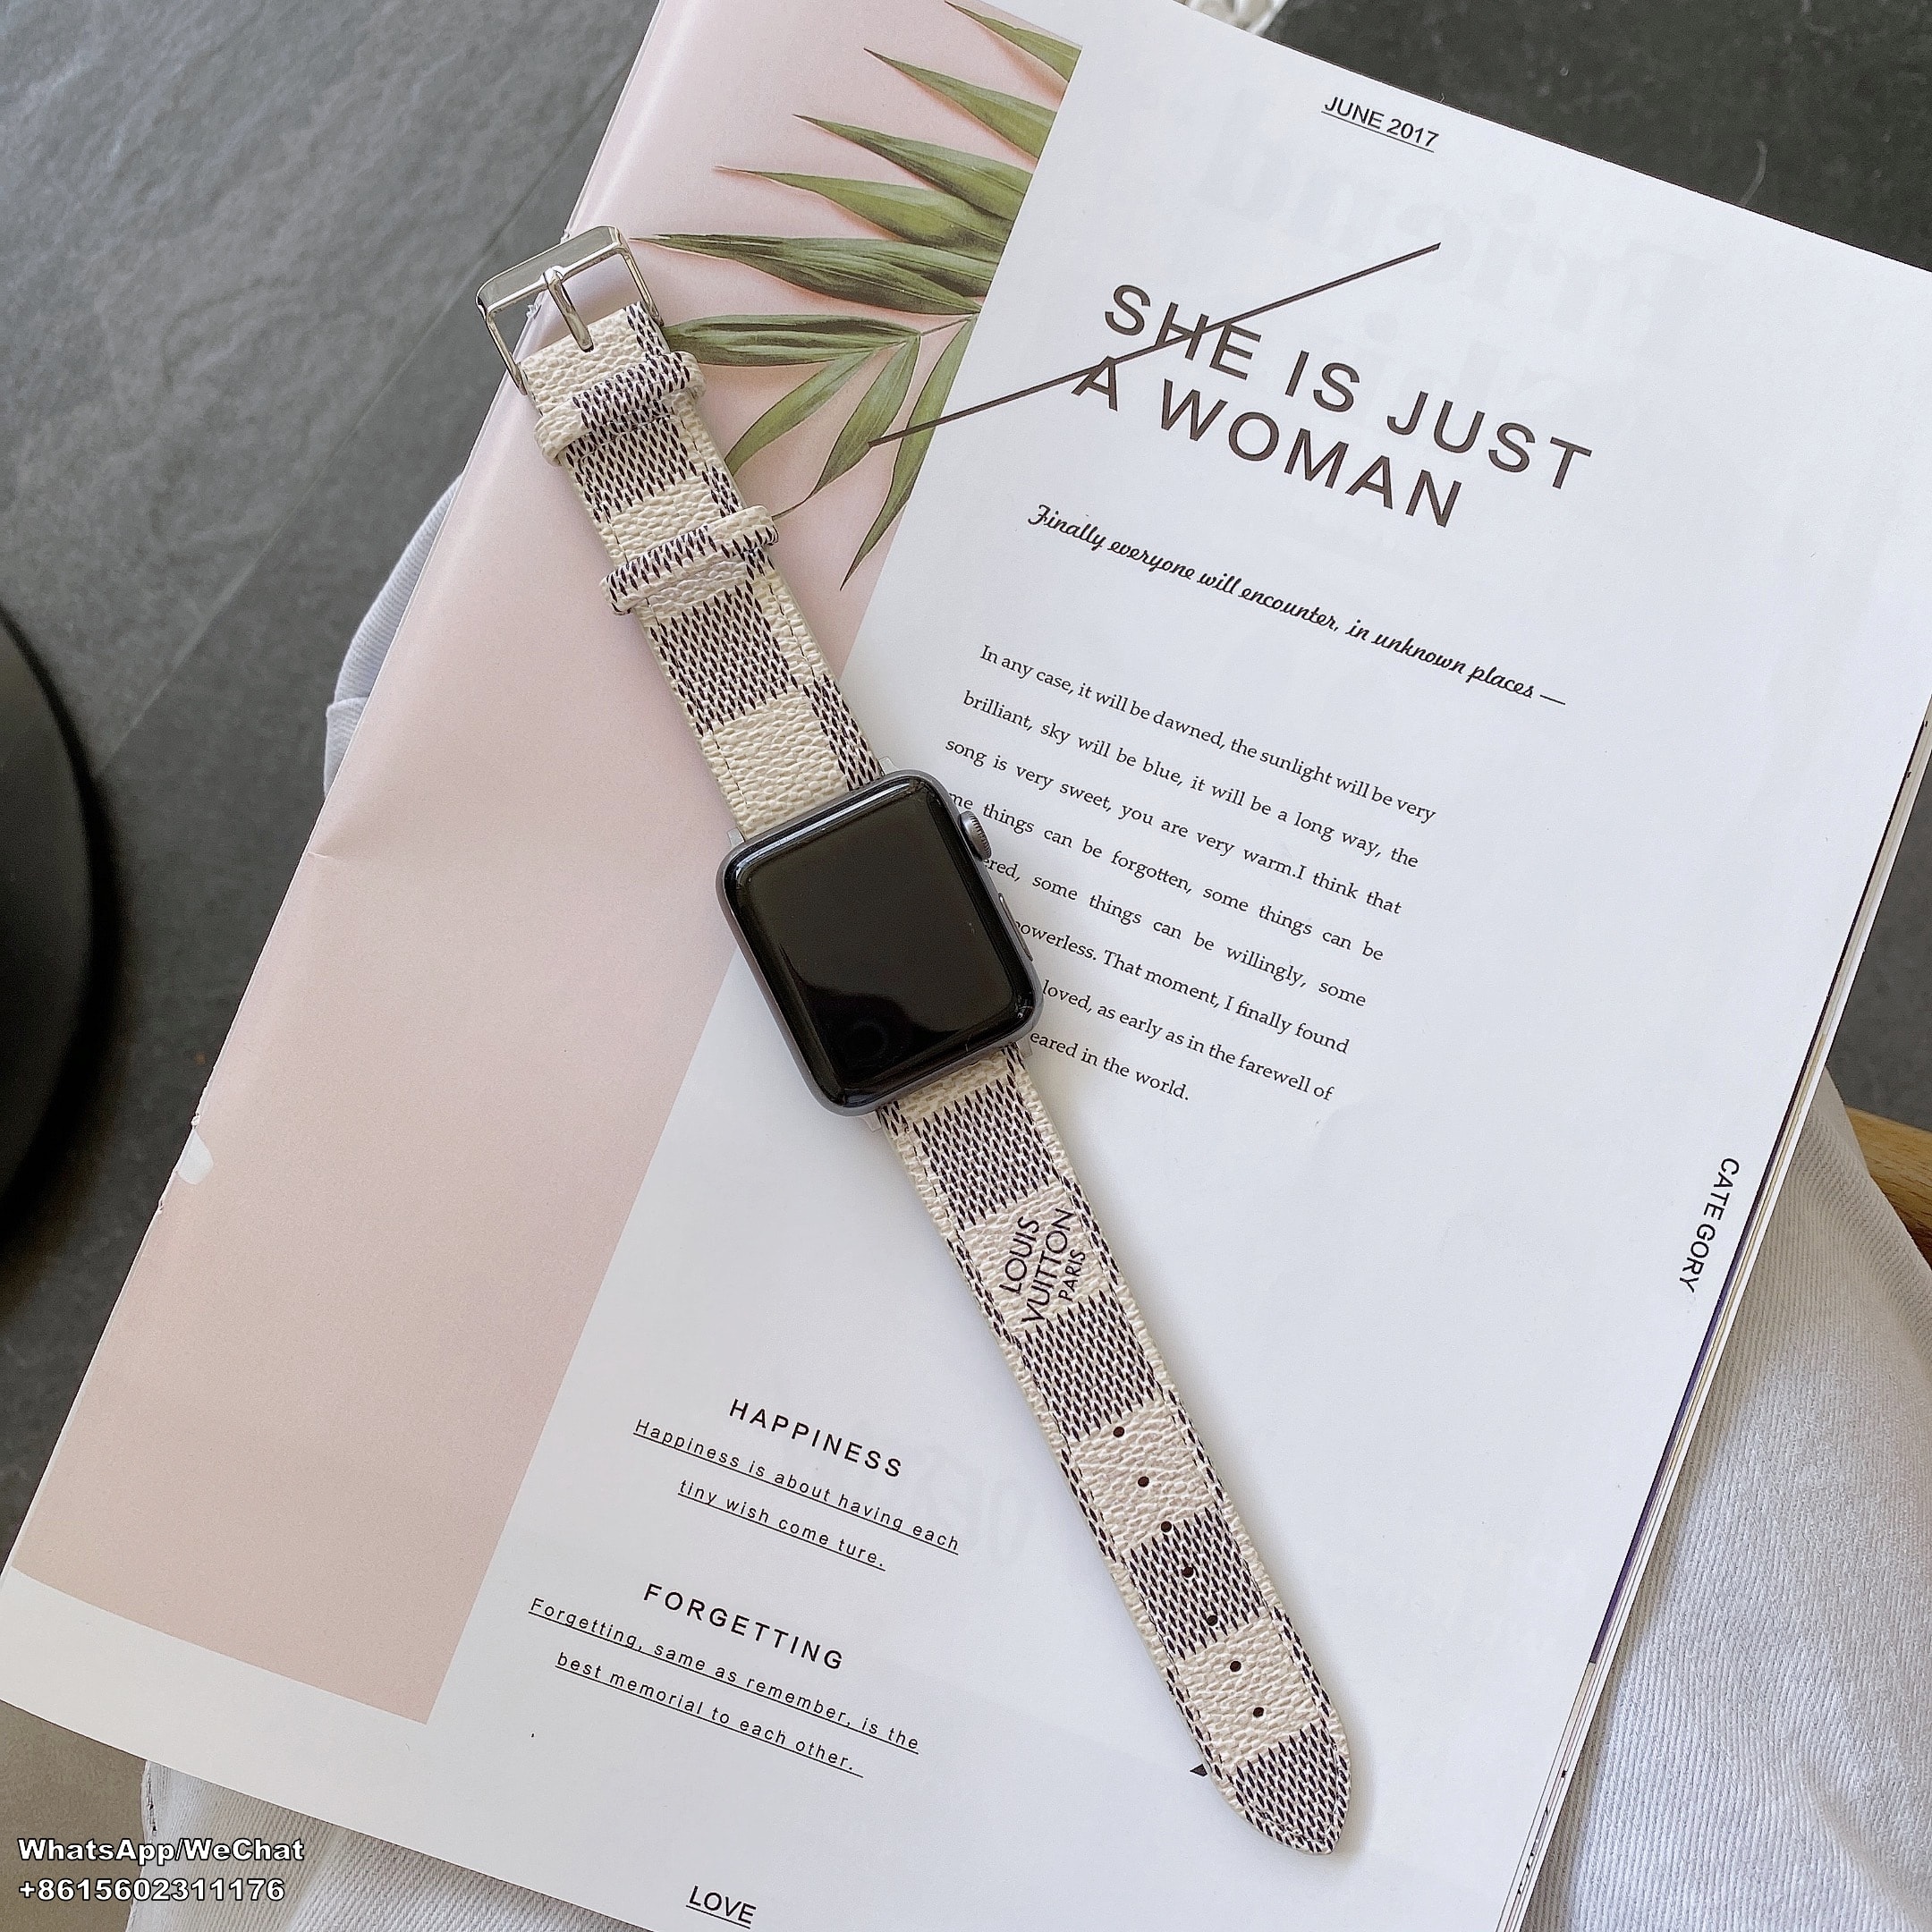 JUNE 2017
SHE IS JUST
A WOMAN
Finally everyone will encounter, in unknown places —
In any case, it will be dawned, the sunlight will be very
brilliant, sky will be blue, it will be a long way, the
song is very sweet, you are very warm.I think that
me things can be forgotten, some things can be
ered, some things can be willingly, some
owerless. That moment, I finally found
loved, as early as in the farewell of
eared in the world.
CATE GORY
LOUIS
VUITTON
PARIS
HAPPINESS
Happiness is about having each
tiny wish come ture.
FORGETTING
Forgetting, same as remember, is the
best memorial to each other.
LOVE
WhatsApp/WeChat
+8615602311176